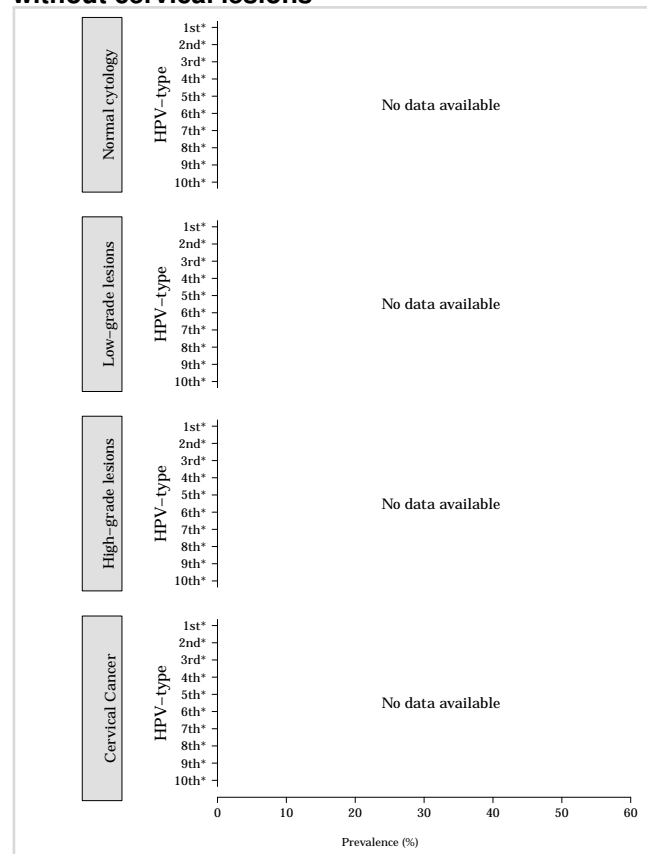 without cervical lesions
Normal cytology
HPV−type
1st*
2nd*
3rd*
4th*
5th*
6th*
7th*
8th*
9th*
10th*
No data available
Low−grade lesions
HPV−type
1st*
2nd*
3rd*
4th*
5th*
6th*
7th*
8th*
9th*
10th*
No data available
High−grade lesions
HPV−type
1st*
2nd*
3rd*
4th*
5th*
6th*
7th*
8th*
9th*
10th*
No data available
Cervical Cancer
HPV−type
1st*
2nd*
3rd*
4th*
5th*
6th*
7th*
8th*
9th*
10th*
No data available
0 10 20 30 40 50 60
Prevalence (%)